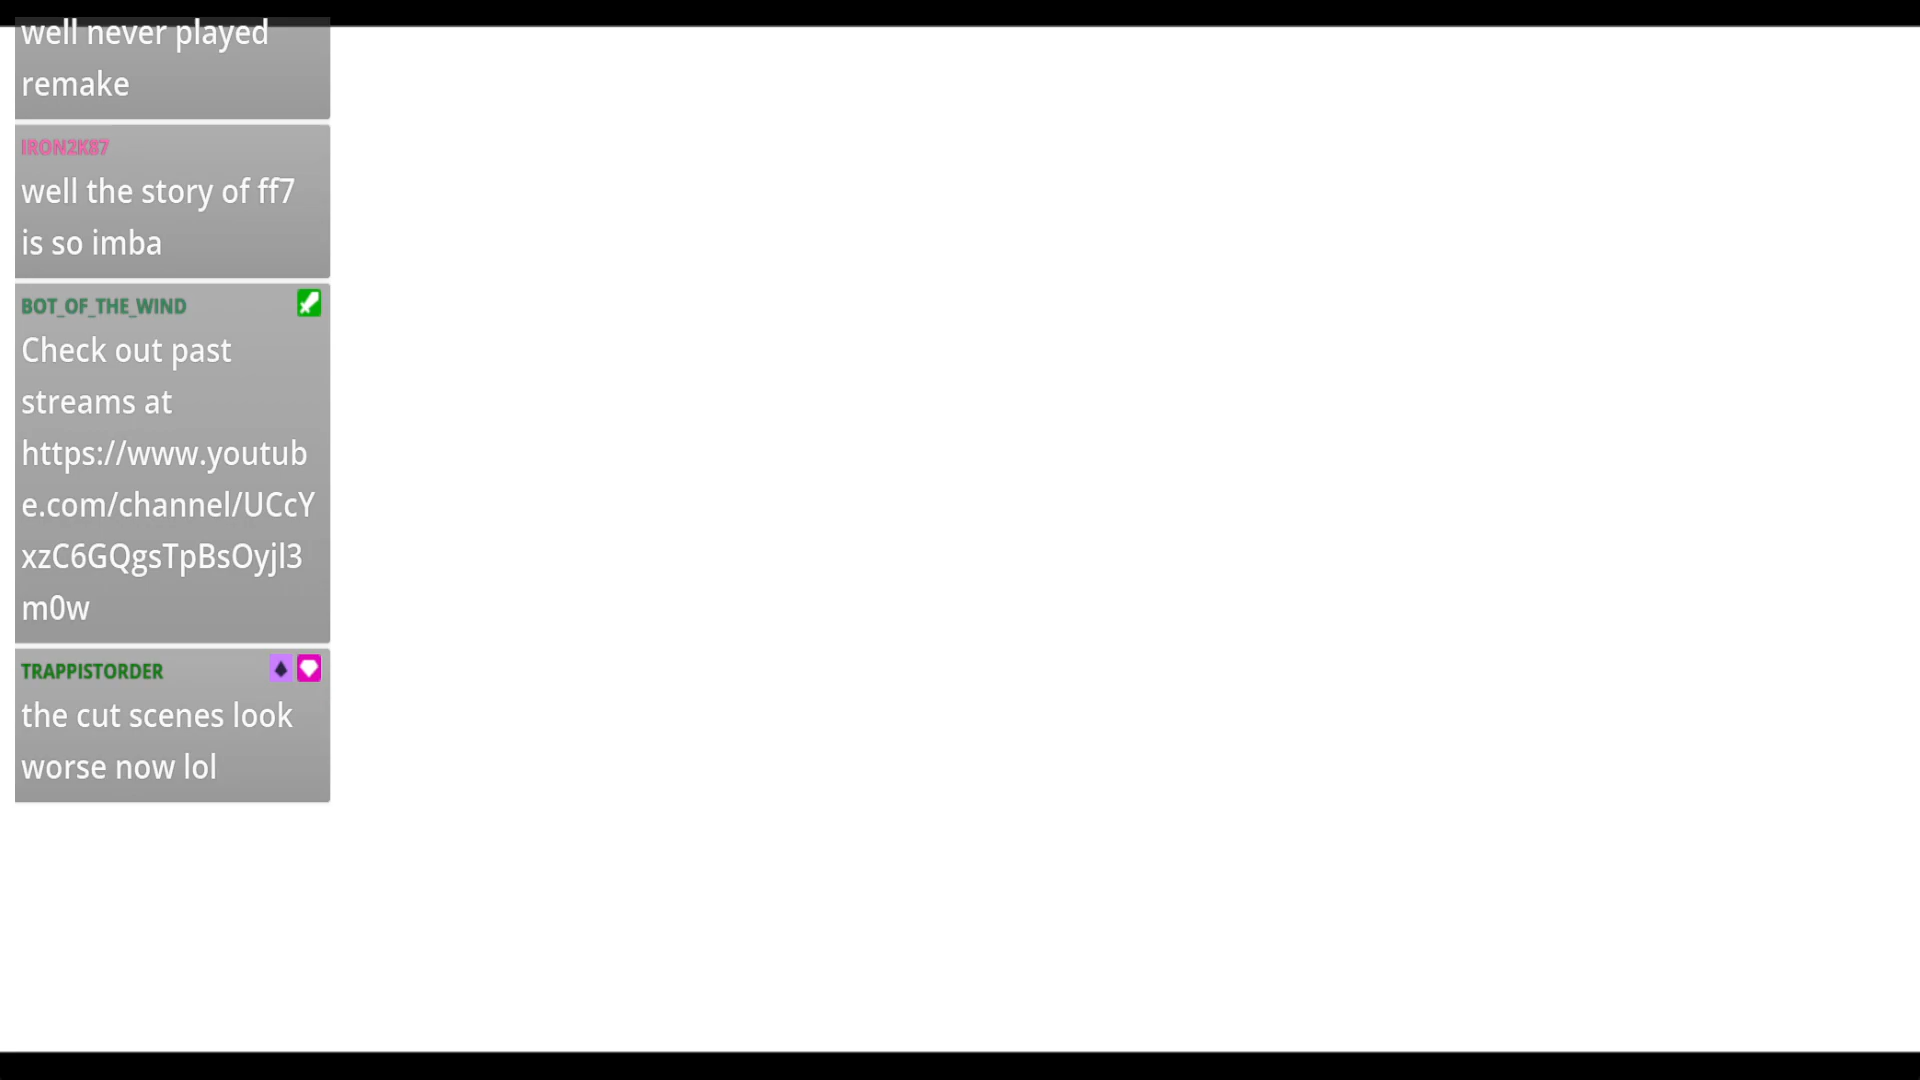 well never played
remake
IRON2K87
well the story of ff7
is so imba
BOT_OF_THE_WIND
Check out past
streams at
https://www.youtub
e.com/channel/UCcY
xzC6GQgsTpBsOyjl3
m0w
TRAPPISTORDER
the cut scenes look
worse now lol